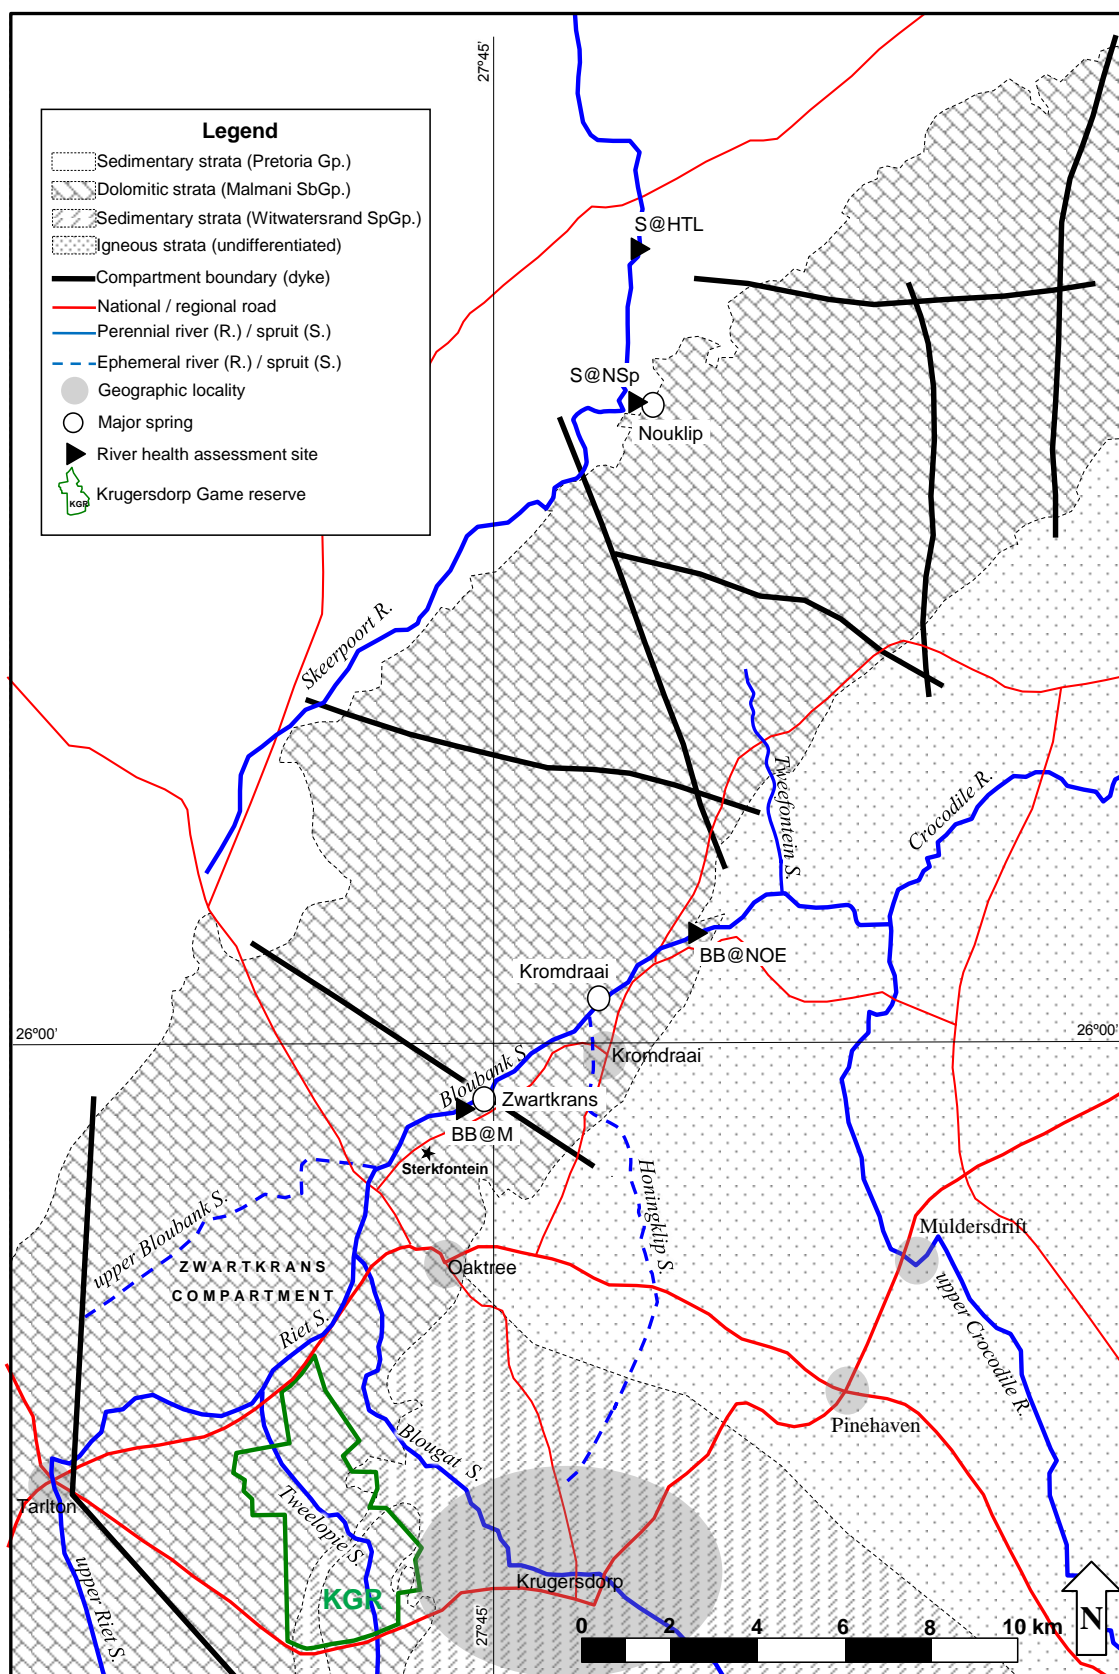 27°45'
Legend
Sedimentary strata (Pretoria Gp.)
Dolomitic strata (Malmani SbGp.)
Sedimentary strata (Witwatersrand SpGp.)
Igneous strata (undifferentiated)
Compartment boundary (dyke)
National / regional road
Perennial river (R.) / spruit (S.)
Ephemeral river (R.) / spruit (S.)
Geographic locality
Major spring
River health assessment site
KGR
Krugersdorp Game reserve
S@HTL
S@NSp
Nouklip
Skeerpoort R.
Tweefontein S.
Crocodile R.
BB@NOE
Kromdraai
26°00'
26°00'
Kromdraai
Bloubank S
Zwartkrans
BB@M
Sterkfontein
Honingklip S.
upper Bloubank S.
ZWARTKRANS
COMPARTMENT
Oaktree
Muldersdrift
Riet S.
upper Crocodile R.
Pinehaven
Blougat S.
Tarlton
Tweelopie S.
upper Riet S.
KGR
Krugersdorp
27°45'
0 2 4 6 8 10 km
N